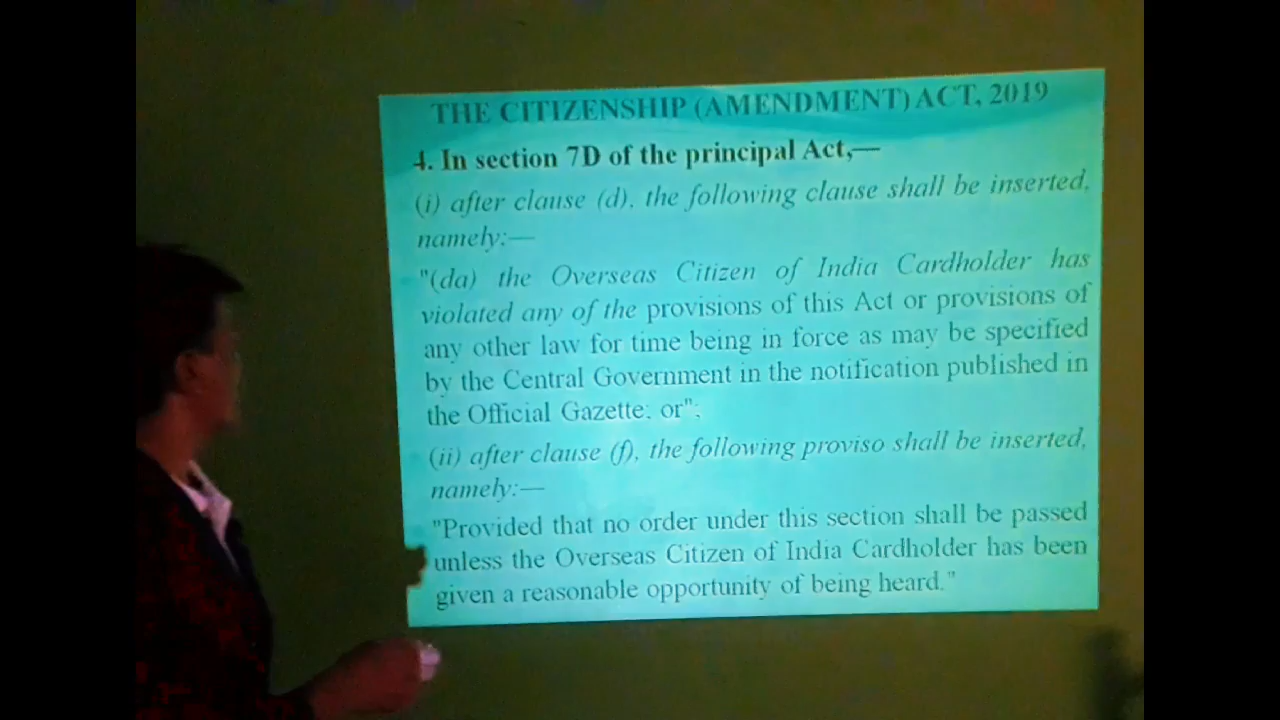 THE CITIZENSHIP (AMENDMENT) ACT, 2019
4. In section 7D of the principal Act,—
(i) after clause (d), the following clause shall be inserted,
namely:—
"(da) the Overseas Citizen of India Cardholder has
violated any of the provisions of this Act or provisions of
any other law for time being in force as may be specified
by the Central Government in the notification published in
the Official Gazette; or";
(ii) after clause (f), the following proviso shall be inserted,
namely:—
"Provided that no order under this section shall be passed
unless the Overseas Citizen of India Cardholder has been
given a reasonable opportunity of being heard."